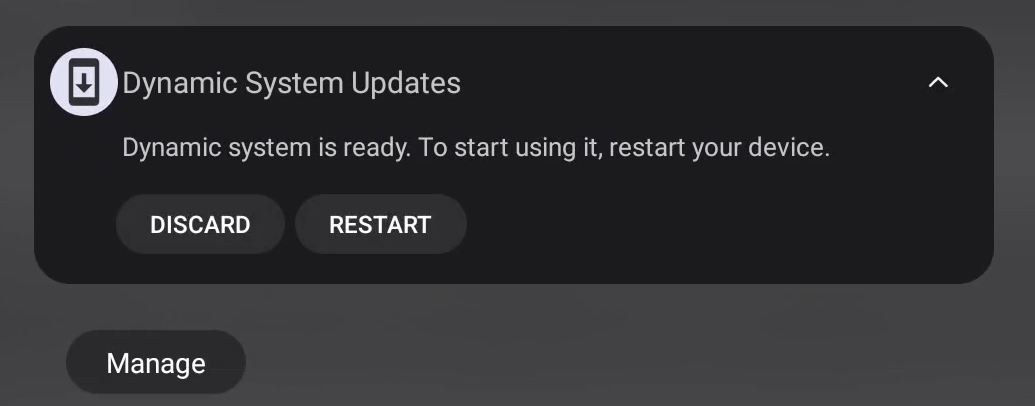 Dynamic System Updates
Dynamic system is ready. To start using it, restart your device.
DISCARD RESTART
Manage